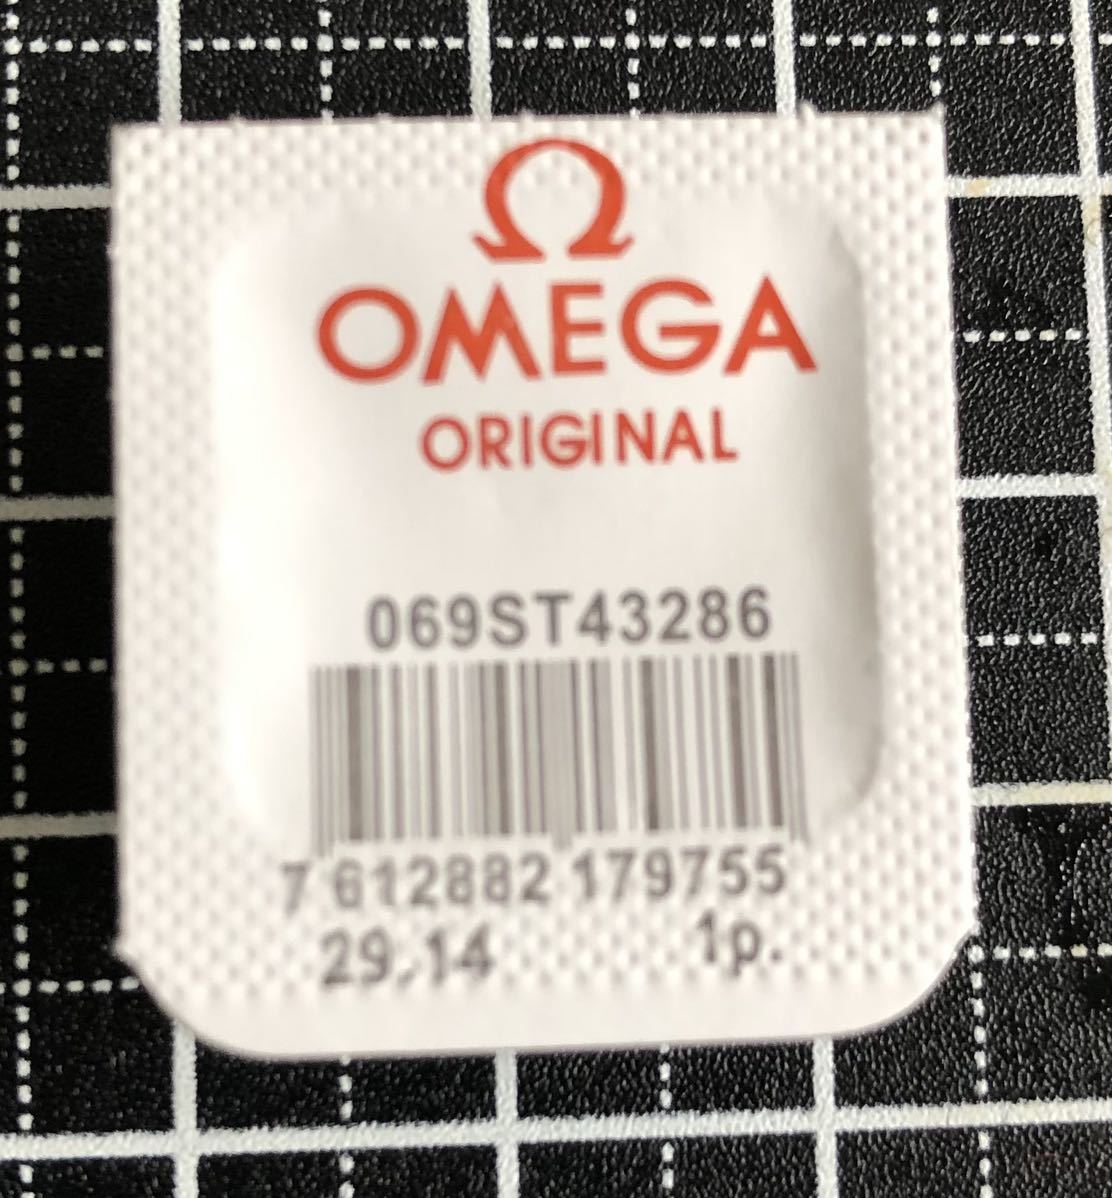 Ω
OMEGA
ORIGINAL
069ST43286
7 612882 179755
29.14 1p.